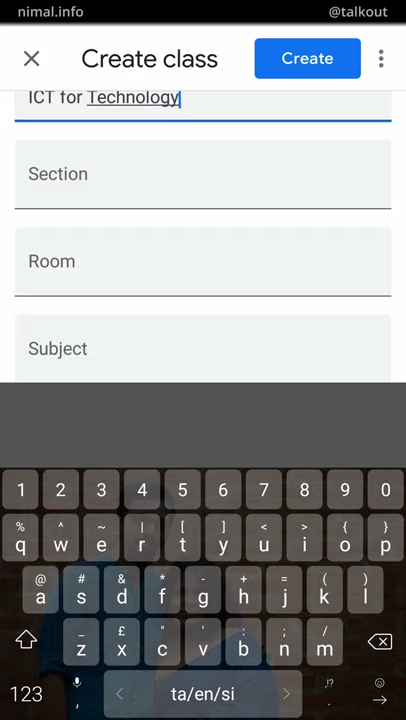 nimal.info @talkout
Create class Create
ICT for Technology
Section
Room
Subject
1 2 3 4 5 6 7 8 9 0
% ^ ~ | [ ] < > { }
q w e r t y u i o p
@ # & * - + = ( )
a s d f g h j k l
_ £ " ' : ; /
z x c v b n m
123 , ta/en/si ,!? .